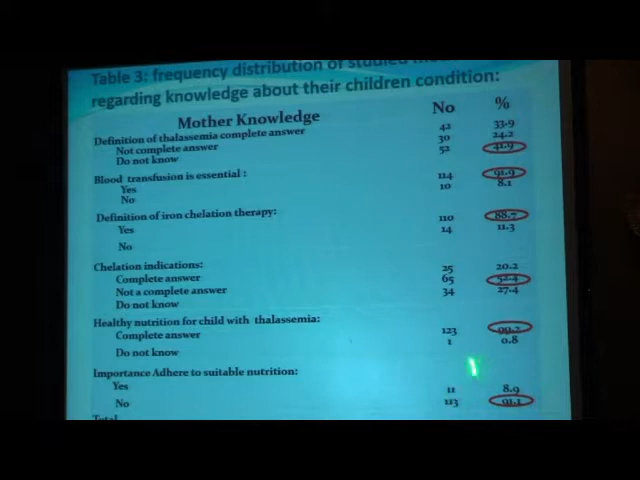 Table 3: frequency distribution of studied
regarding knowledge about their children condition:
Mother Knowledge No %
Definition of thalassemia complete answer 42 33.9
Not complete answer 30 24.2
Do not know 52 41.9
Blood transfusion is essential : 114 91.9
Yes 10 8.1
No
Definition of iron chelation therapy: 110 88.7
Yes 14 11.3
No
Chelation indications: 25 20.2
Complete answer 65 52.4
Not a complete answer 34 27.4
Do not know
Healthy nutrition for child with thalassemia: 123 99.2
Complete answer 1 0.8
Do not know
Importance Adhere to suitable nutrition:
Yes 11 8.9
No 113 91.1